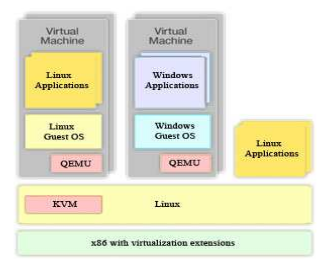 Virtual
Machine
Linux
Applications
Linux
Guest OS
QEMU
Virtual
Machine
Windows
Applications
Windows
Guest OS
QEMU
Linux
Applications
KVM
Linux
x86 with virtualization extensions